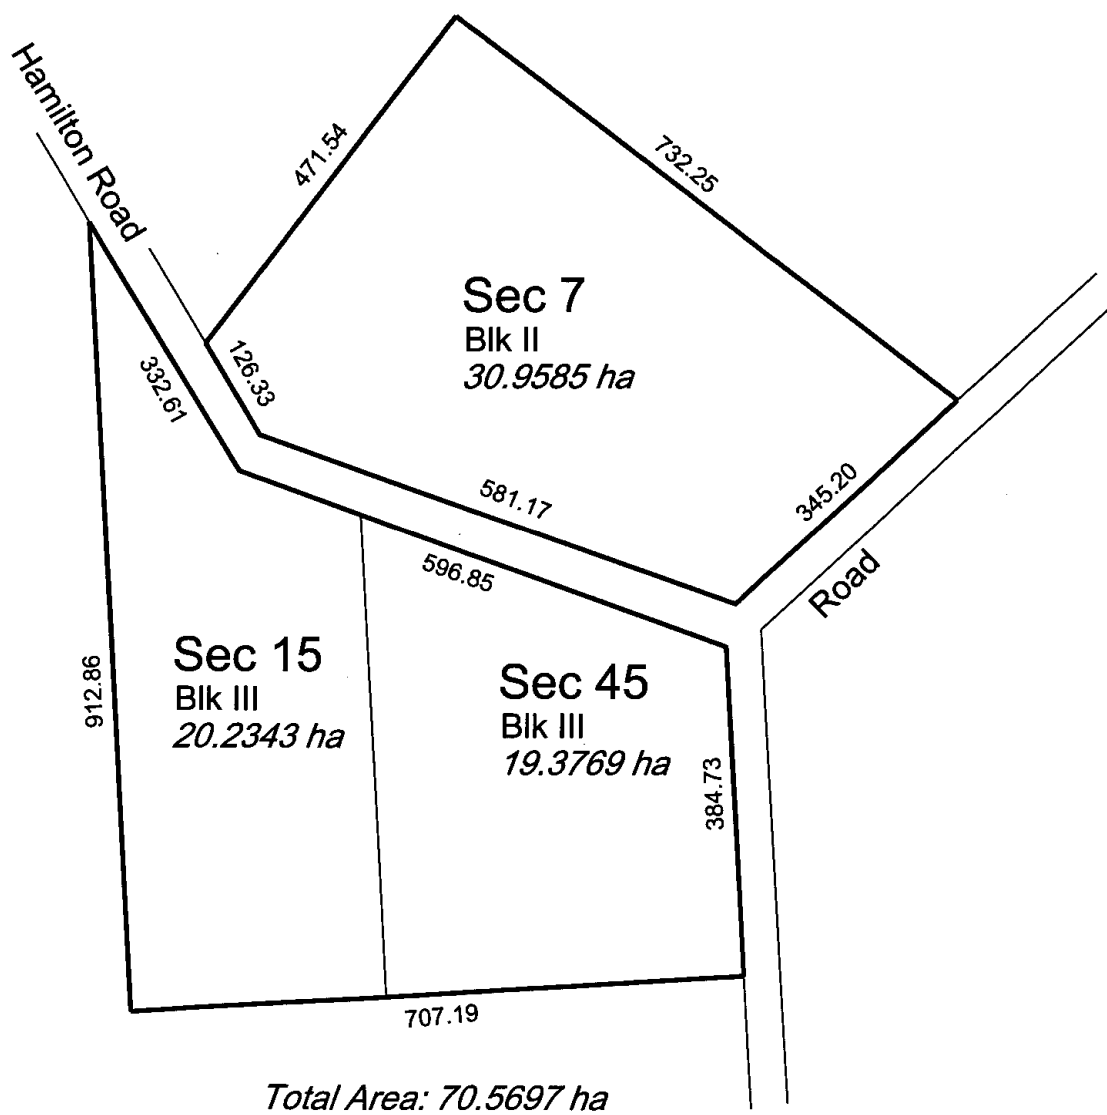 Hamilton Road
471.54
732.25
Sec 7
Blk II
30.9585 ha
126.33
332.61
581.17
345.20
596.85
Road
Sec 15
Blk III
20.2343 ha
912.86
Sec 45
Blk III
19.3769 ha
384.73
707.19
Total Area: 70.5697 ha